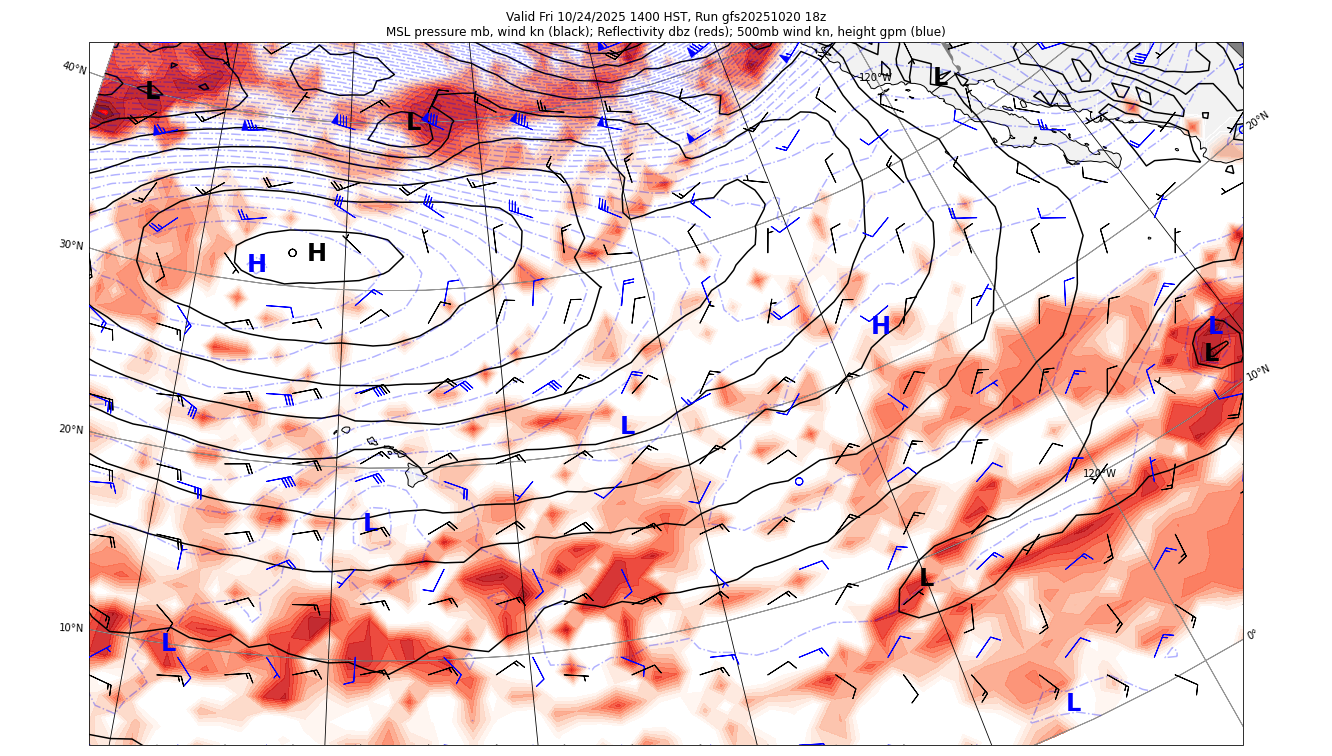 Valid Fri 10/24/2025 1400 HST, Run gfs20251020 18z
MSL pressure mb, wind kn (black); Reflectivity dbz (reds); 500mb wind kn, height gpm (blue)
40°N
L
L
120°W
L
20°N
30°N
H
H
H
L
L
10°N
20°N
L
120°W
L
L
10°N
L
0°
L